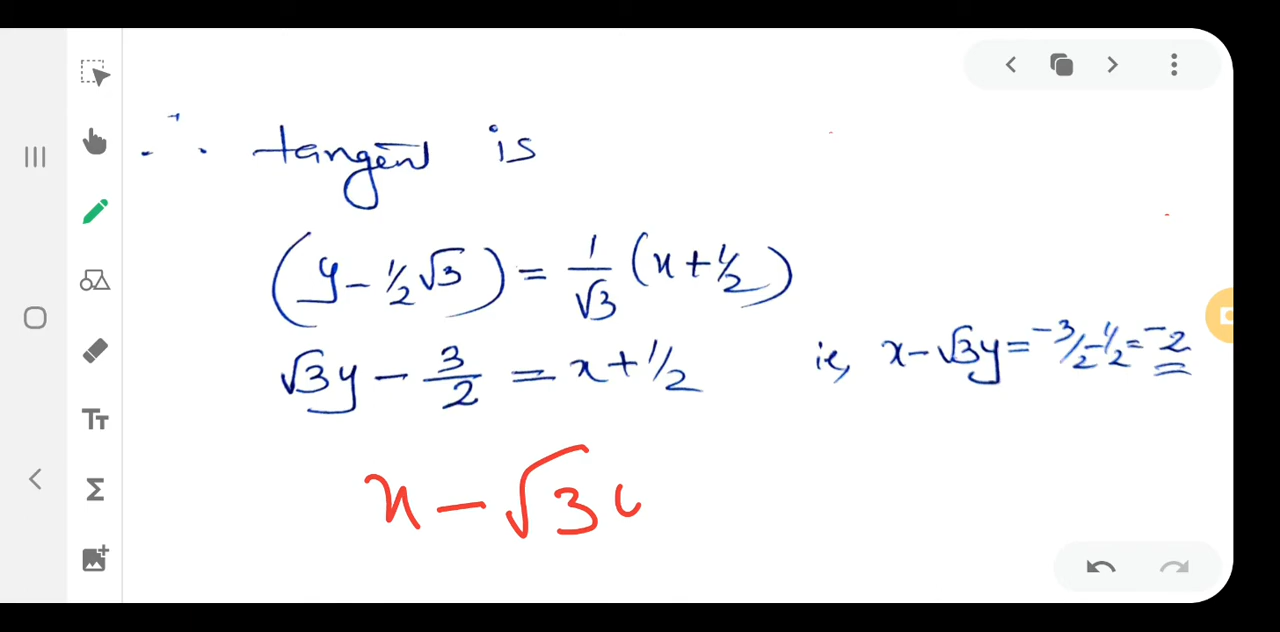 ∴ tangent is
(y - 1/2 √3) = 1/√3 (x + 1/2)
√3y - 3/2 = x + 1/2 ie, x - √3y = -3/2 - 1/2 = -2
x - √3